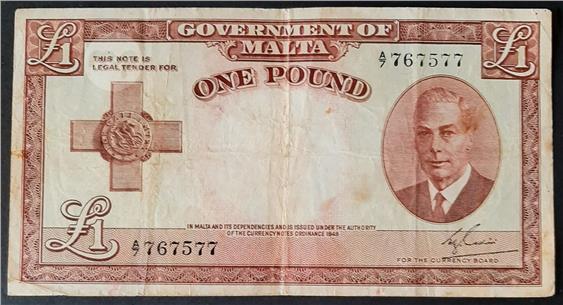 GOVERNMENT OF
MALTA
£1
£1
THIS NOTE IS
LEGAL TENDER FOR
A/7 767577
ONE POUND
IN MALTA AND ITS DEPENDENCIES AND IS ISSUED UNDER THE AUTHORITY
OF THE CURRENCY NOTES ORDINANCE 1949
£1
A/7 767577
FOR THE CURRENCY BOARD